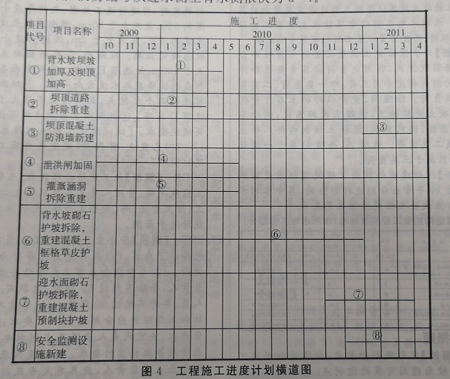 项目代号 项目名称 施工进度
2009 2010 2011
10 11 12 1 2 3 4 5 6 7 8 9 10 11 12 1 2 3 4
① 背水坡坝坡加厚及坝顶加高 ①
② 坝顶道路拆除重建 ②
③ 坝顶混凝土防浪墙新建 ②
④ 泄洪闸加固 ④
⑤ 灌溉涵洞拆除重建 ⑤
⑥ 背水坡砌石护坡拆除,重建混凝土框格草皮护坡 ⑧
⑦ 迎水面砌石护坡拆除,重建混凝土预制块护坡 ⑦
⑧ 安全监测设施新建 ⑧
图 4 工程施工进度计划横道图